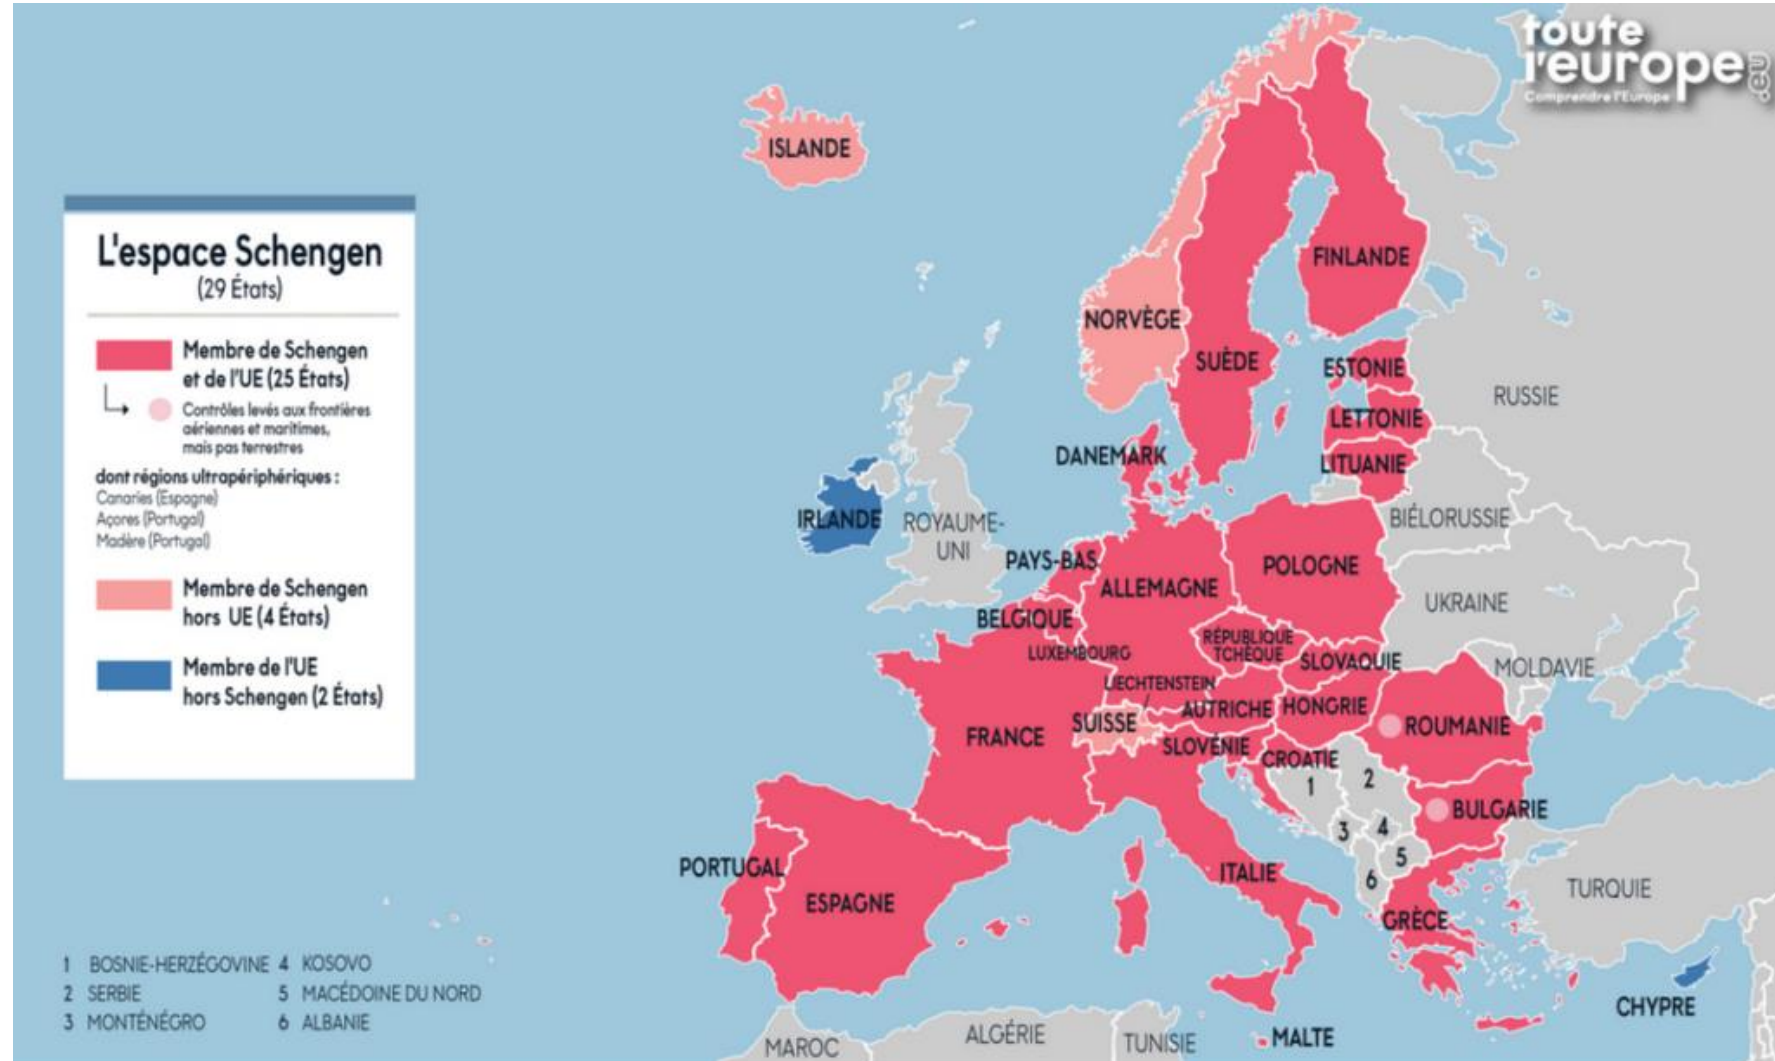 toute
l'europe.eu
Comprendre l'Europe
L'espace Schengen
(29 États)
Membre de Schengen
et de l'UE (25 États)
Contrôles levés aux frontières
aériennes et maritimes,
mais pas terrestres
dont régions ultrapériphériques :
Canaries (Espagne)
Açores (Portugal)
Madère (Portugal)
Membre de Schengen
hors UE (4 États)
Membre de l'UE
hors Schengen (2 États)
ISLANDE
FINLANDE
NORVÈGE
SUÈDE
ESTONIE
RUSSIE
LETTONIE
DANEMARK
LITUANIE
IRLANDE
ROYAUME-
UNI
BIÉLORUSSIE
PAYS-BAS
ALLEMAGNE
POLOGNE
UKRAINE
BELGIQUE
LUXEMBOURG
RÉPUBLIQUE
TCHÈQUE
SLOVAQUIE
MOLDAVIE
LIECHTENSTEIN
AUTRICHE
HONGRIE
SUISSE
FRANCE
SLOVÉNIE
ROUMANIE
CROATIE
1
2
BULGARIE
3
4
5
6
PORTUGAL
ESPAGNE
ITALIE
GRÈCE
TURQUIE
CHYPRE
MALTE
MAROC
ALGÉRIE
TUNISIE
1 BOSNIE-HERZÉGOVINE 4 KOSOVO
2 SERBIE 5 MACÉDOINE DU NORD
3 MONTÉNÉGRO 6 ALBANIE